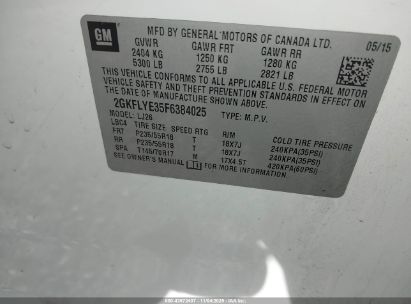 GM
MFD BY GENERAL MOTORS OF CANADA LTD.
05/15
GVWR GAWR FRT GAWR RR
2404 KG 1250 KG 1280 KG
5300 LB 2755 LB 2821 LB
THIS VEHICLE CONFORMS TO ALL APPLICABLE U.S. FEDERAL MOTOR
VEHICLE SAFETY AND THEFT PREVENTION STANDARDS IN EFFECT
ON THE DATE OF MANUFACTURE SHOWN ABOVE.
2GKFLYE35F6384025 TYPE: M.P.V.
MODEL: LJ26
LBC4 TIRE SIZE SPEED RTG RIM COLD TIRE PRESSURE
FRT P235/55R18 T 18X7J 240KPA(35PSI)
RR P235/55R18 T 18X7J 240KPA(35PSI)
SPA T145/70R17 M 17X4.5T 420KPA(60PSI)
SEE OWNER'S MANUAL